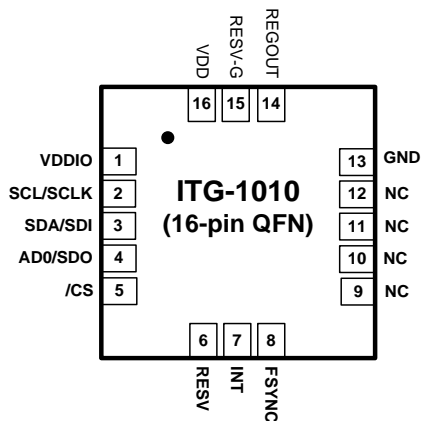 VDD
RESV-G
REGOUT
16 15 14
VDDIO 1
SCL/SCLK 2
SDA/SDI 3
AD0/SDO 4
/CS 5
ITG-1010
(16-pin QFN)
13 GND
12 NC
11 NC
10 NC
9 NC
6 7 8
RESV
INT
FSYNC